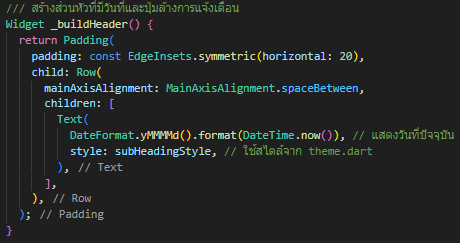 /// สร้างส่วนหัวที่มีวันที่และปุ่มล้างการแจ้งเตือน
Widget _buildHeader() {
  return Padding(
    padding: const EdgeInsets.symmetric(horizontal: 20),
    child: Row(
      mainAxisAlignment: MainAxisAlignment.spaceBetween,
      children: [
        Text(
          DateFormat.yMMMMd().format(DateTime.now()), // แสดงวันที่ปัจจุบัน
          style: subHeadingStyle, // ใช้สไตล์จาก theme.dart
        ), // Text
      ],
    ), // Row
  ); // Padding
}